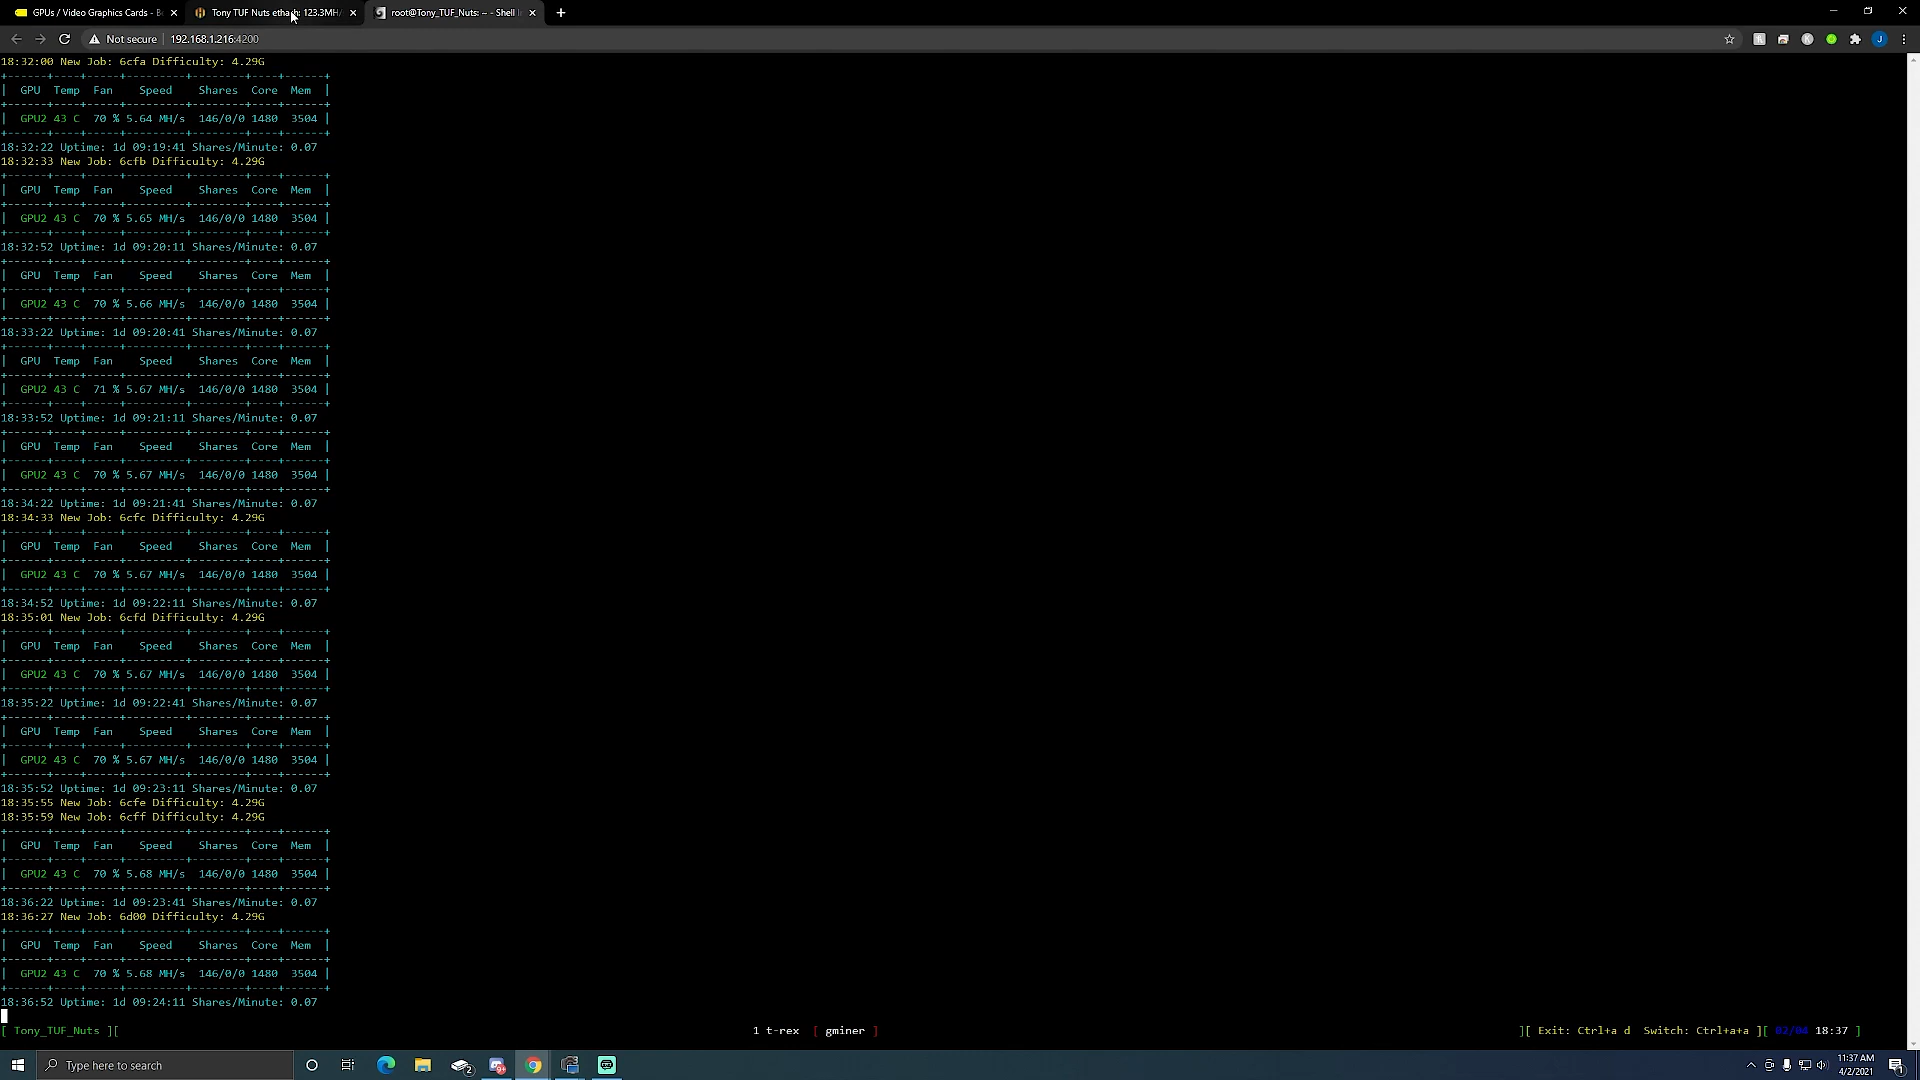 GPUs / Video Graphics Cards - B
Tony TUF Nuts ethash: 123.3MH/
root@Tony_TUF_Nuts: ~ - Shell I
Not secure
192.168.1.216:4200
18:32:00 New Job: 6cfa Difficulty: 4.29G
+------+----+-----+---------+--------+----+------+
| GPU Temp Fan Speed Shares Core Mem |
+------+----+-----+---------+--------+----+------+
| GPU2 43 C 70 % 5.64 MH/s 146/0/0 1480 3504 |
+------+----+-----+---------+--------+----+------+
18:32:22 Uptime: 1d 09:19:41 Shares/Minute: 0.07
18:32:33 New Job: 6cfb Difficulty: 4.29G
+------+----+-----+---------+--------+----+------+
| GPU Temp Fan Speed Shares Core Mem |
+------+----+-----+---------+--------+----+------+
| GPU2 43 C 70 % 5.65 MH/s 146/0/0 1480 3504 |
+------+----+-----+---------+--------+----+------+
18:32:52 Uptime: 1d 09:20:11 Shares/Minute: 0.07
+------+----+-----+---------+--------+----+------+
| GPU Temp Fan Speed Shares Core Mem |
+------+----+-----+---------+--------+----+------+
| GPU2 43 C 70 % 5.66 MH/s 146/0/0 1480 3504 |
+------+----+-----+---------+--------+----+------+
18:33:22 Uptime: 1d 09:20:41 Shares/Minute: 0.07
+------+----+-----+---------+--------+----+------+
| GPU Temp Fan Speed Shares Core Mem |
+------+----+-----+---------+--------+----+------+
| GPU2 43 C 71 % 5.67 MH/s 146/0/0 1480 3504 |
+------+----+-----+---------+--------+----+------+
18:33:52 Uptime: 1d 09:21:11 Shares/Minute: 0.07
+------+----+-----+---------+--------+----+------+
| GPU Temp Fan Speed Shares Core Mem |
+------+----+-----+---------+--------+----+------+
| GPU2 43 C 70 % 5.67 MH/s 146/0/0 1480 3504 |
+------+----+-----+---------+--------+----+------+
18:34:22 Uptime: 1d 09:21:41 Shares/Minute: 0.07
18:34:33 New Job: 6cfc Difficulty: 4.29G
+------+----+-----+---------+--------+----+------+
| GPU Temp Fan Speed Shares Core Mem |
+------+----+-----+---------+--------+----+------+
| GPU2 43 C 70 % 5.67 MH/s 146/0/0 1480 3504 |
+------+----+-----+---------+--------+----+------+
18:34:52 Uptime: 1d 09:22:11 Shares/Minute: 0.07
18:35:01 New Job: 6cfd Difficulty: 4.29G
+------+----+-----+---------+--------+----+------+
| GPU Temp Fan Speed Shares Core Mem |
+------+----+-----+---------+--------+----+------+
| GPU2 43 C 70 % 5.67 MH/s 146/0/0 1480 3504 |
+------+----+-----+---------+--------+----+------+
18:35:22 Uptime: 1d 09:22:41 Shares/Minute: 0.07
+------+----+-----+---------+--------+----+------+
| GPU Temp Fan Speed Shares Core Mem |
+------+----+-----+---------+--------+----+------+
| GPU2 43 C 70 % 5.67 MH/s 146/0/0 1480 3504 |
+------+----+-----+---------+--------+----+------+
18:35:52 Uptime: 1d 09:23:11 Shares/Minute: 0.07
18:35:55 New Job: 6cfe Difficulty: 4.29G
18:35:59 New Job: 6cff Difficulty: 4.29G
+------+----+-----+---------+--------+----+------+
| GPU Temp Fan Speed Shares Core Mem |
+------+----+-----+---------+--------+----+------+
| GPU2 43 C 70 % 5.68 MH/s 146/0/0 1480 3504 |
+------+----+-----+---------+--------+----+------+
18:36:22 Uptime: 1d 09:23:41 Shares/Minute: 0.07
18:36:27 New Job: 6d00 Difficulty: 4.29G
+------+----+-----+---------+--------+----+------+
| GPU Temp Fan Speed Shares Core Mem |
+------+----+-----+---------+--------+----+------+
| GPU2 43 C 70 % 5.68 MH/s 146/0/0 1480 3504 |
+------+----+-----+---------+--------+----+------+
18:36:52 Uptime: 1d 09:24:11 Shares/Minute: 0.07
[ Tony_TUF_Nuts ][ 1 t-rex [ gminer ] ][ Exit: Ctrl+a d Switch: Ctrl+a+a ][ 02/04 18:37 ]
Type here to search
11:37 AM
4/2/2021